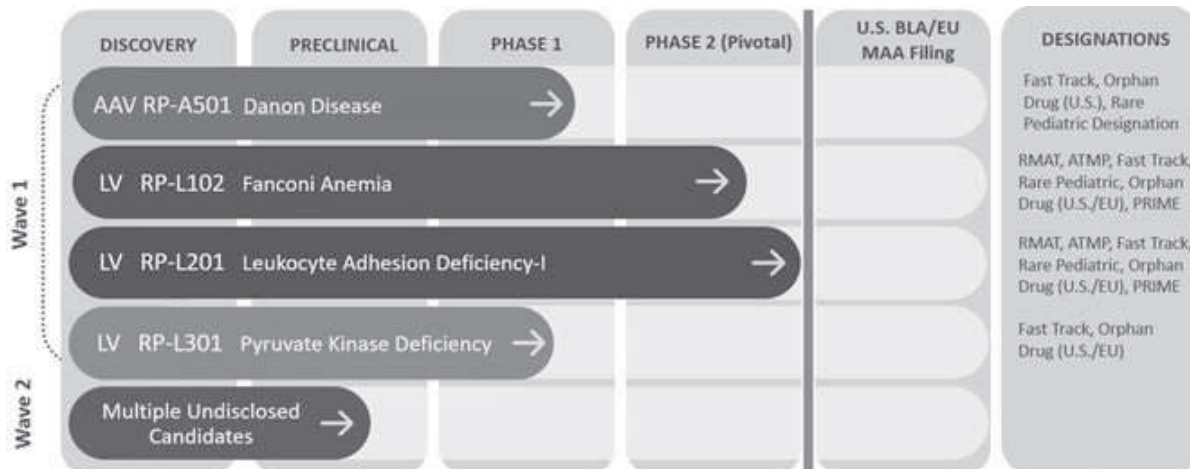 DISCOVERY
PRECLINICAL
PHASE 1
PHASE 2 (Pivotal)
U.S. BLA/EU
MAA Filing
DESIGNATIONS
Wave 1
AAV RP-A501 Danon Disease
Fast Track, Orphan
Drug (U.S.), Rare
Pediatric Designation
LV RP-L102 Fanconi Anemia
RMAT, ATMP, Fast Track,
Rare Pediatric, Orphan
Drug (U.S./EU), PRIME
LV RP-L201 Leukocyte Adhesion Deficiency-I
RMAT, ATMP, Fast Track,
Rare Pediatric, Orphan
Drug (U.S./EU), PRIME
LV RP-L301 Pyruvate Kinase Deficiency
Fast Track, Orphan
Drug (U.S./EU)
Wave 2
Multiple Undisclosed
Candidates